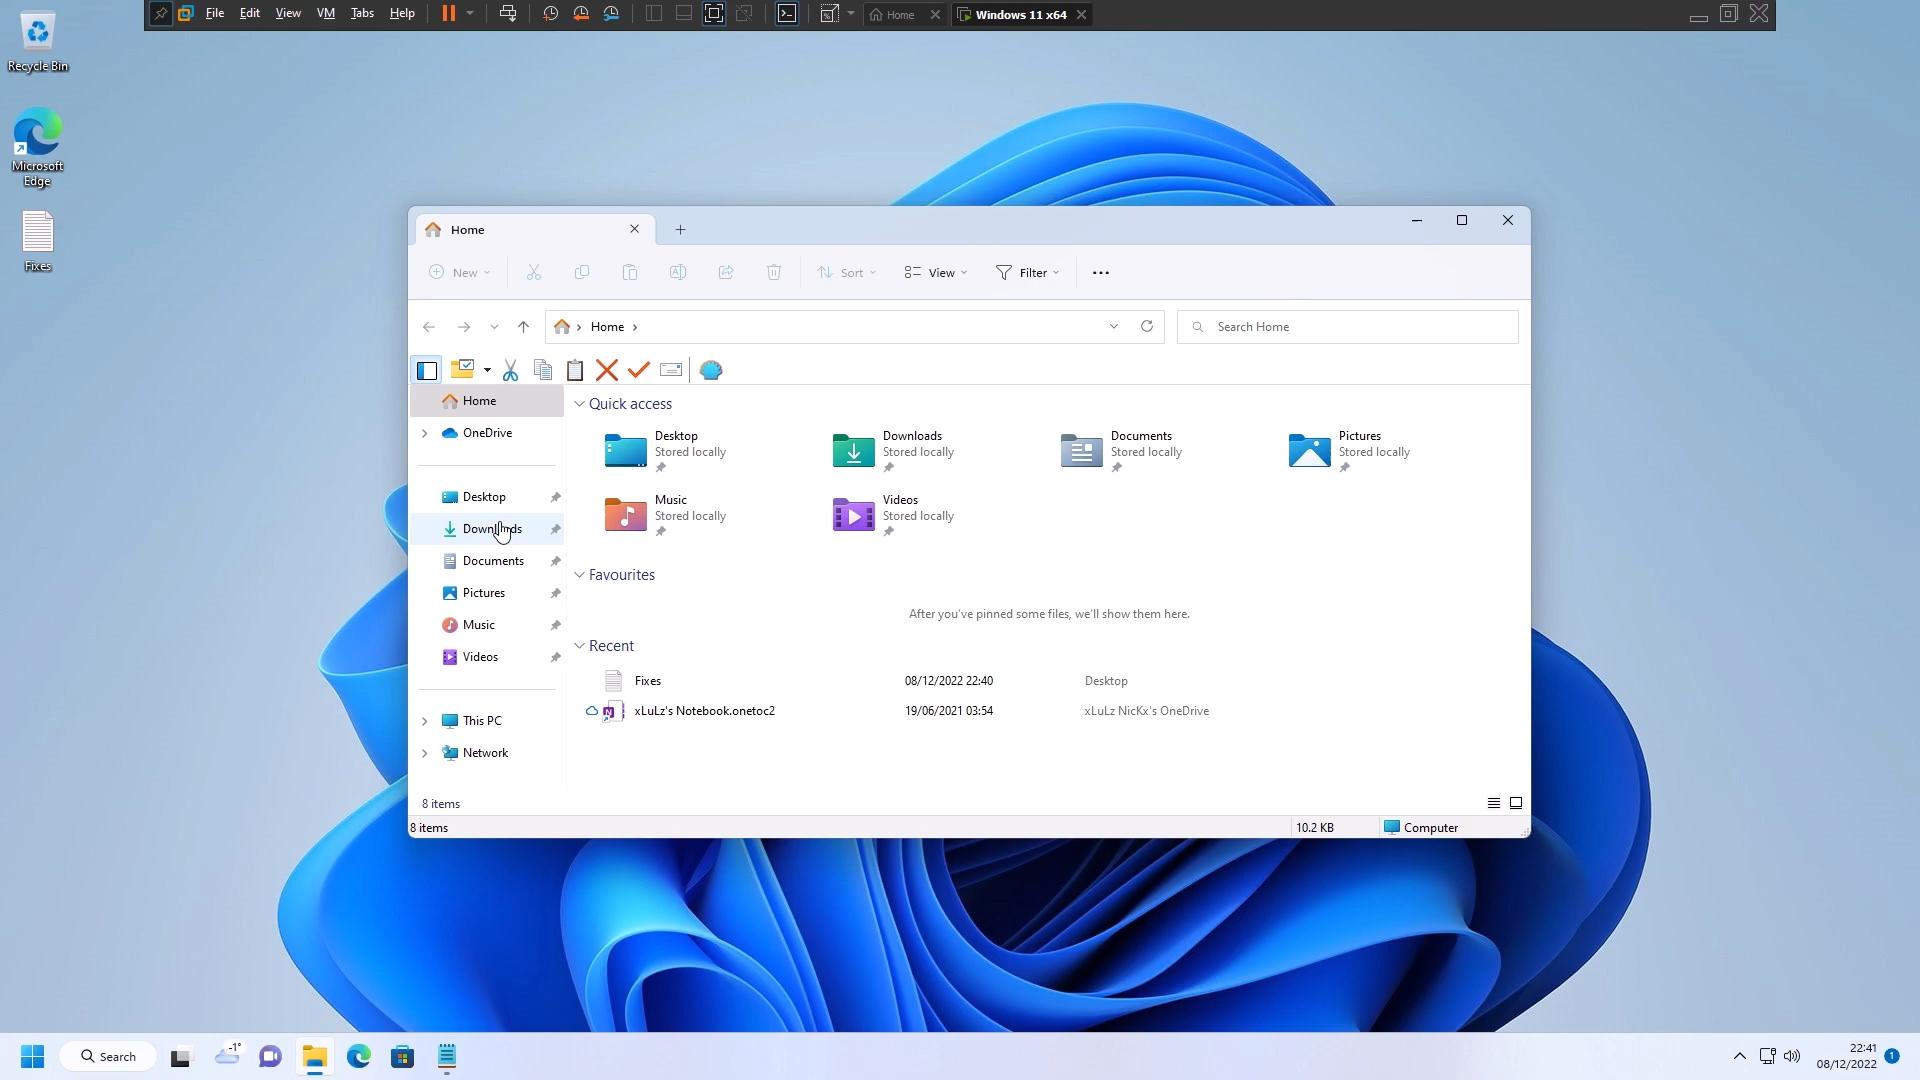 File Edit View VM Tabs Help Home Windows 11 x64
Recycle Bin
Microsoft
Edge
Fixes
Home
New Sort View Filter
Home Search Home
Home
OneDrive
Desktop
Downloads
Documents
Pictures
Music
Videos
This PC
Network
Quick access
Desktop
Stored locally
Downloads
Stored locally
Documents
Stored locally
Pictures
Stored locally
Music
Stored locally
Videos
Stored locally
Favourites
After you've pinned some files, we'll show them here.
Recent
Fixes 08/12/2022 22:40 Desktop
xLuLz's Notebook.onetoc2 19/06/2021 03:54 xLuLz NicKx's OneDrive
8 items
8 items 10.2 KB Computer
Search -1° 22:41
08/12/2022 1